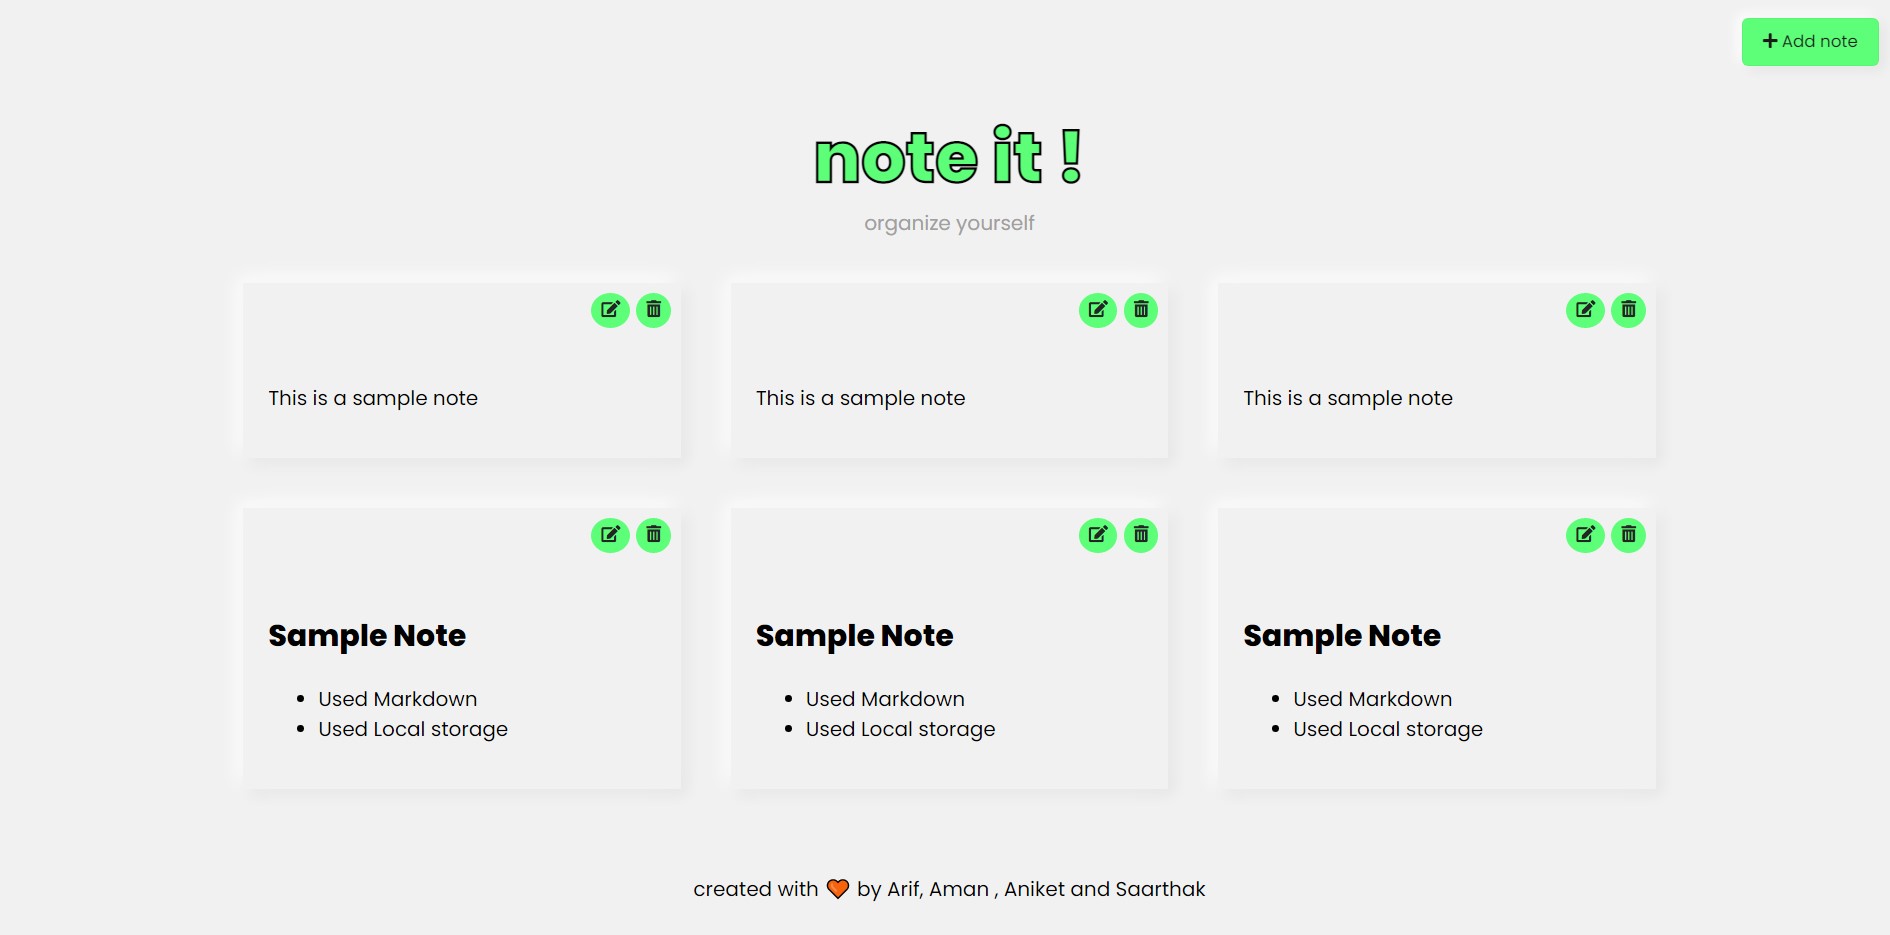 Add note
note it !
organize yourself
This is a sample note
This is a sample note
This is a sample note
Sample Note
• Used Markdown
• Used Local storage
Sample Note
• Used Markdown
• Used Local storage
Sample Note
• Used Markdown
• Used Local storage
created with 🧡 by Arif, Aman , Aniket and Saarthak